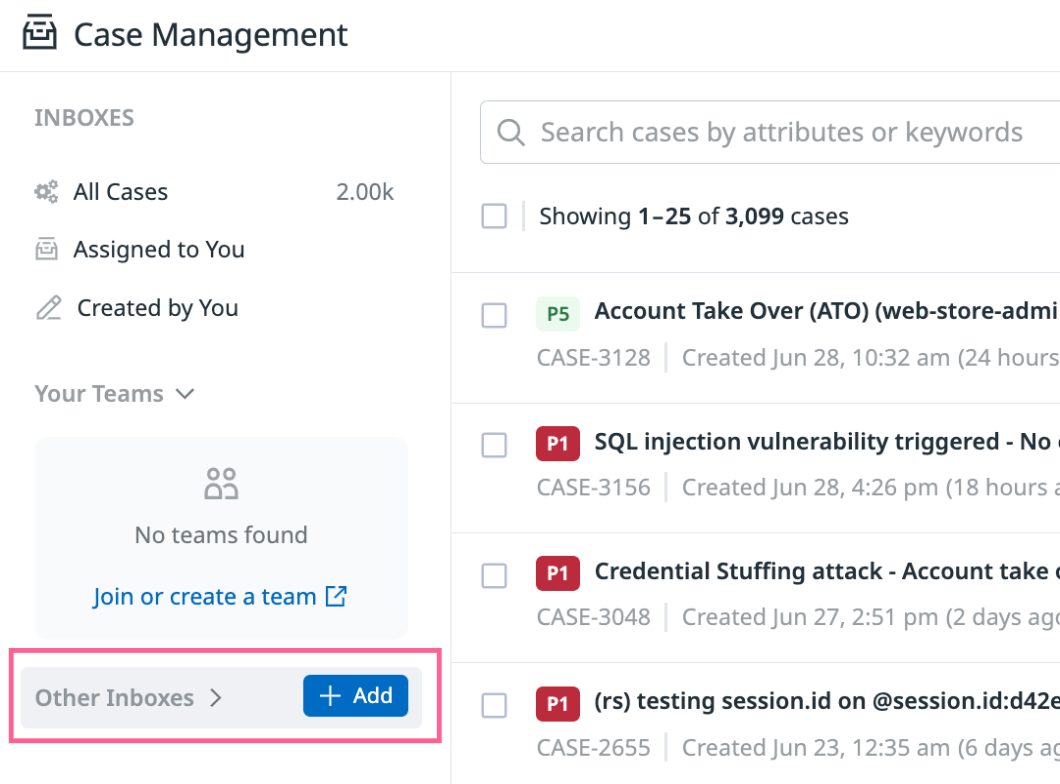 Case Management
INBOXES
All Cases 2.00k
Assigned to You
Created by You
Your Teams
No teams found
Join or create a team
Other Inboxes + Add
Search cases by attributes or keywords
Showing 1–25 of 3,099 cases
P5 Account Take Over (ATO) (web-store-admi
CASE-3128 Created Jun 28, 10:32 am (24 hours
P1 SQL injection vulnerability triggered - No
CASE-3156 Created Jun 28, 4:26 pm (18 hours a
P1 Credential Stuffing attack - Account take
CASE-3048 Created Jun 27, 2:51 pm (2 days ago
P1 (rs) testing session.id on @session.id:d42e
CASE-2655 Created Jun 23, 12:35 am (6 days ag